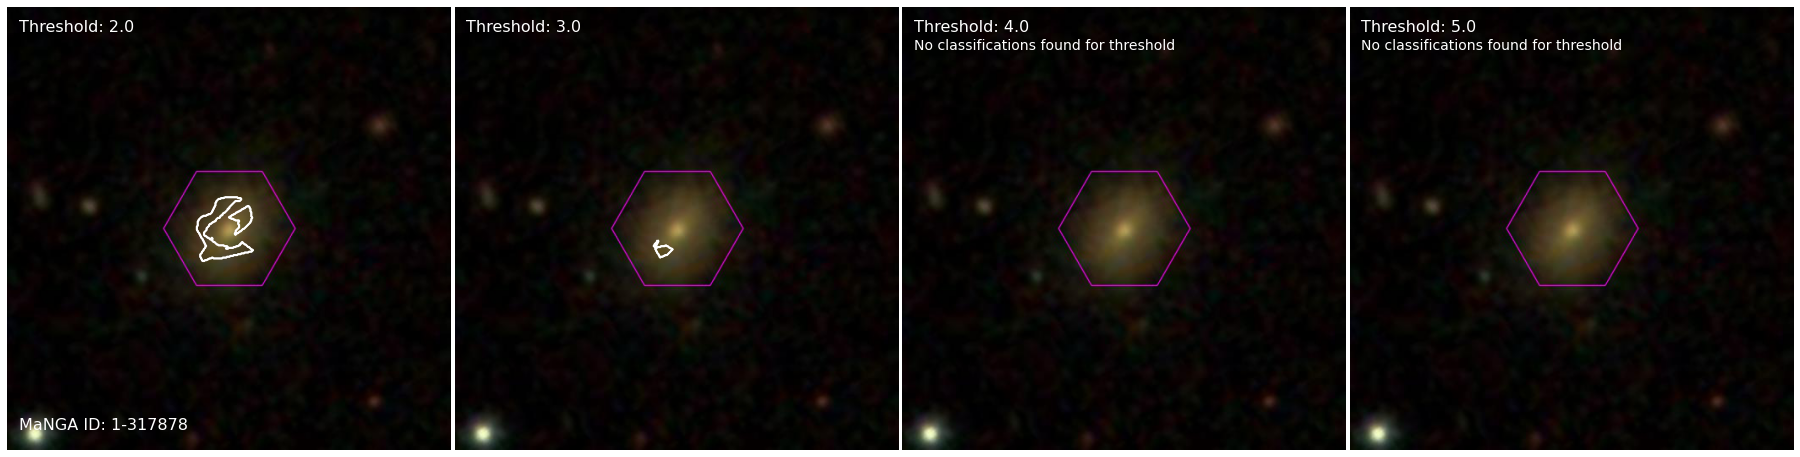 Threshold: 2.0
MaNGA ID: 1-317878
Threshold: 3.0
Threshold: 4.0
No classifications found for threshold
Threshold: 5.0
No classifications found for threshold